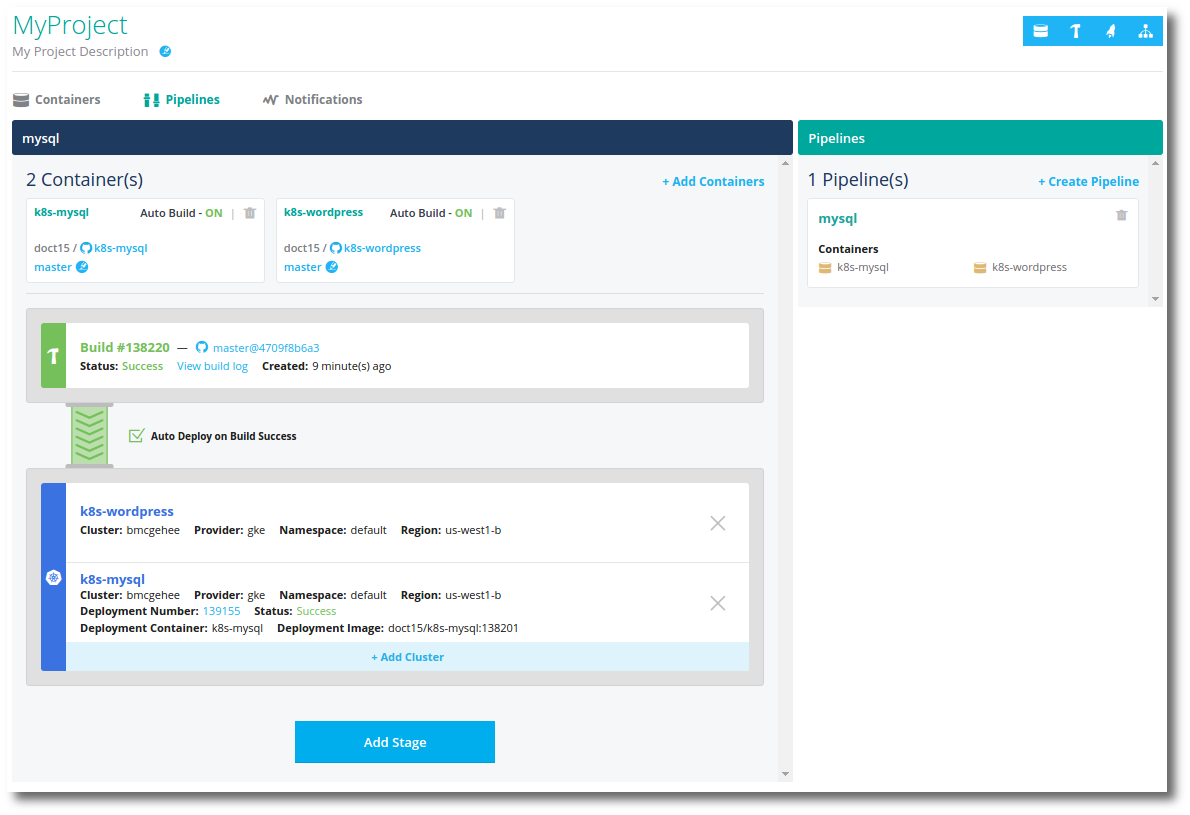 MyProject
My Project Description
Containers Pipelines Notifications
mysql
2 Container(s) + Add Containers
k8s-mysql Auto Build - ON |
doct15 / k8s-mysql
master
k8s-wordpress Auto Build - ON |
doct15 / k8s-wordpress
master
Build #138220 — master@4709f8b6a3
Status: Success View build log Created: 9 minute(s) ago
Auto Deploy on Build Success
k8s-wordpress
Cluster: bmcgehee Provider: gke Namespace: default Region: us-west1-b
k8s-mysql
Cluster: bmcgehee Provider: gke Namespace: default Region: us-west1-b
Deployment Number: 139155 Status: Success
Deployment Container: k8s-mysql Deployment Image: doct15/k8s-mysql:138201
+ Add Cluster
Add Stage
Pipelines
1 Pipeline(s) + Create Pipeline
mysql
Containers
k8s-mysql k8s-wordpress